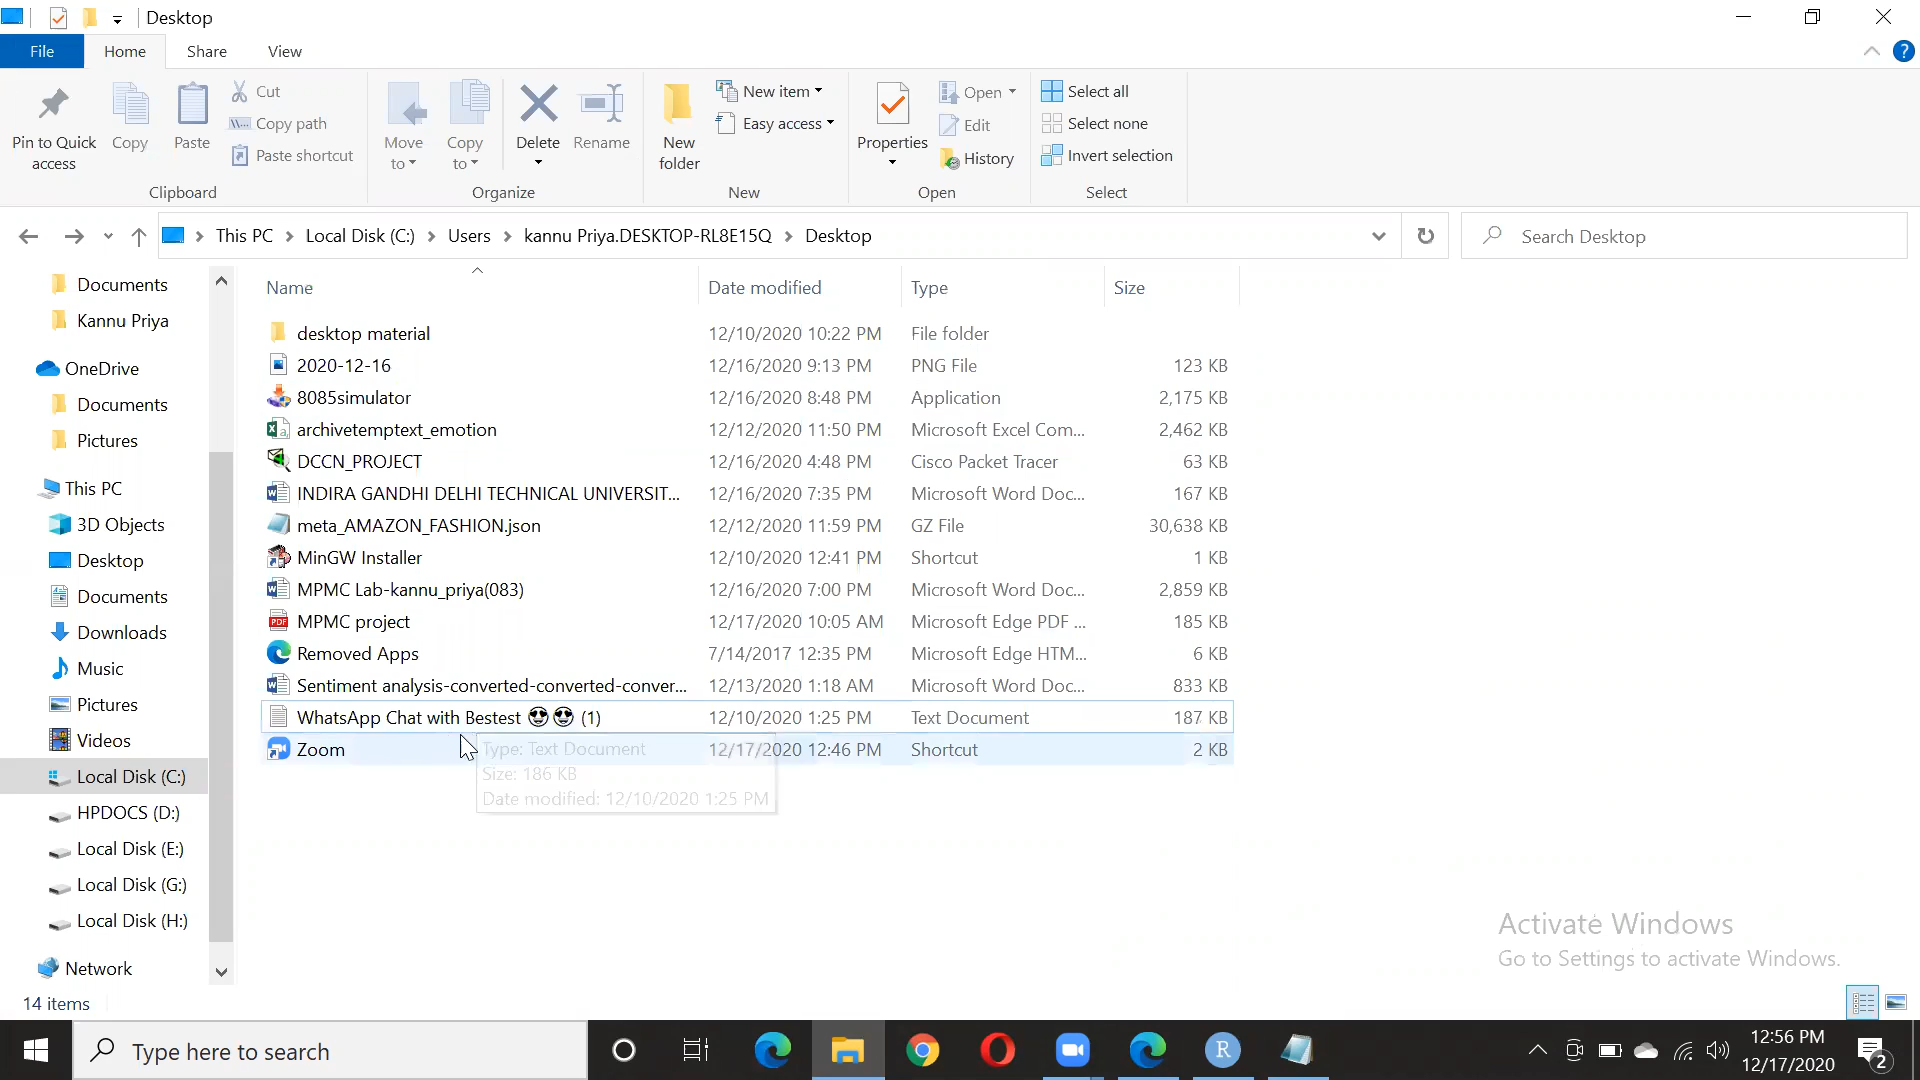 Desktop
File Home Share View
Pin to Quick access
Copy
Paste
Cut
Copy path
Paste shortcut
Clipboard
Move to
Copy to
Delete
Rename
Organize
New folder
New item
Easy access
New
Properties
Open
Edit
History
Open
Select all
Select none
Invert selection
Select
This PC > Local Disk (C:) > Users > kannu Priya.DESKTOP-RL8E15Q > Desktop
Search Desktop
Documents
Kannu Priya
OneDrive
Documents
Pictures
This PC
3D Objects
Desktop
Documents
Downloads
Music
Pictures
Videos
Local Disk (C:)
HPDOCS (D:)
Local Disk (E:)
Local Disk (G:)
Local Disk (H:)
Network
Name Date modified Type Size
desktop material 12/10/2020 10:22 PM File folder
2020-12-16 12/16/2020 9:13 PM PNG File 123 KB
8085simulator 12/16/2020 8:48 PM Application 2,175 KB
archivetemptext_emotion 12/12/2020 11:50 PM Microsoft Excel Com... 2,462 KB
DCCN_PROJECT 12/16/2020 4:48 PM Cisco Packet Tracer 63 KB
INDIRA GANDHI DELHI TECHNICAL UNIVERSIT... 12/16/2020 7:35 PM Microsoft Word Doc... 167 KB
meta_AMAZON_FASHION.json 12/12/2020 11:59 PM GZ File 30,638 KB
MinGW Installer 12/10/2020 12:41 PM Shortcut 1 KB
MPMC Lab-kannu_priya(083) 12/16/2020 7:00 PM Microsoft Word Doc... 2,859 KB
MPMC project 12/17/2020 10:05 AM Microsoft Edge PDF ... 185 KB
Removed Apps 7/14/2017 12:35 PM Microsoft Edge HTM... 6 KB
Sentiment analysis-converted-converted-conver... 12/13/2020 1:18 AM Microsoft Word Doc... 833 KB
WhatsApp Chat with Bestest 😍😍 (1) 12/10/2020 1:25 PM Text Document 187 KB
Zoom 12/17/2020 12:46 PM Shortcut 2 KB
Type: Text Document
Size: 186 KB
Date modified: 12/10/2020 1:25 PM
Activate Windows
Go to Settings to activate Windows.
14 items
Type here to search
12:56 PM
12/17/2020
2